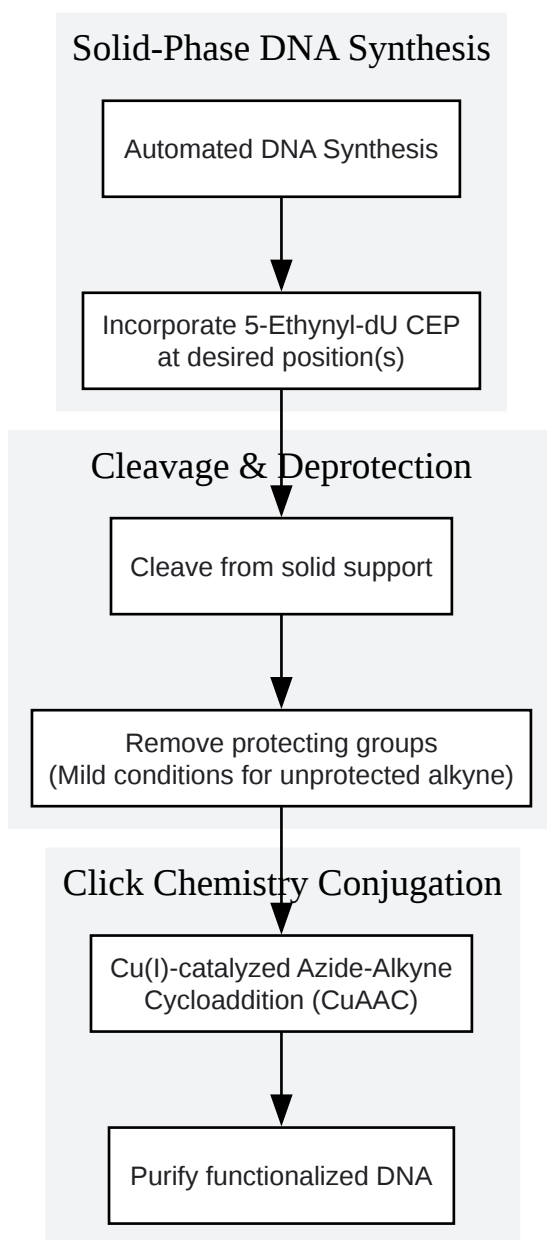 Solid-Phase DNA Synthesis
Automated DNA Synthesis
Incorporate 5-Ethynyl-dU CEP
at desired position(s)
Cleavage & Deprotection
Cleave from solid support
Remove protecting groups
(Mild conditions for unprotected alkyne)
Click Chemistry Conjugation
Cu(I)-catalyzed Azide-Alkyne
Cycloaddition (CuAAC)
Purify functionalized DNA